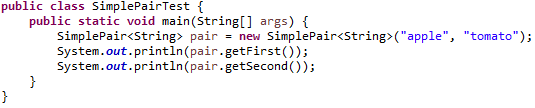 public class SimplePairTest {
    public static void main(String[] args) {
        SimplePair<String> pair = new SimplePair<String>("apple", "tomato");
        System.out.println(pair.getFirst());
        System.out.println(pair.getSecond());
    }
}